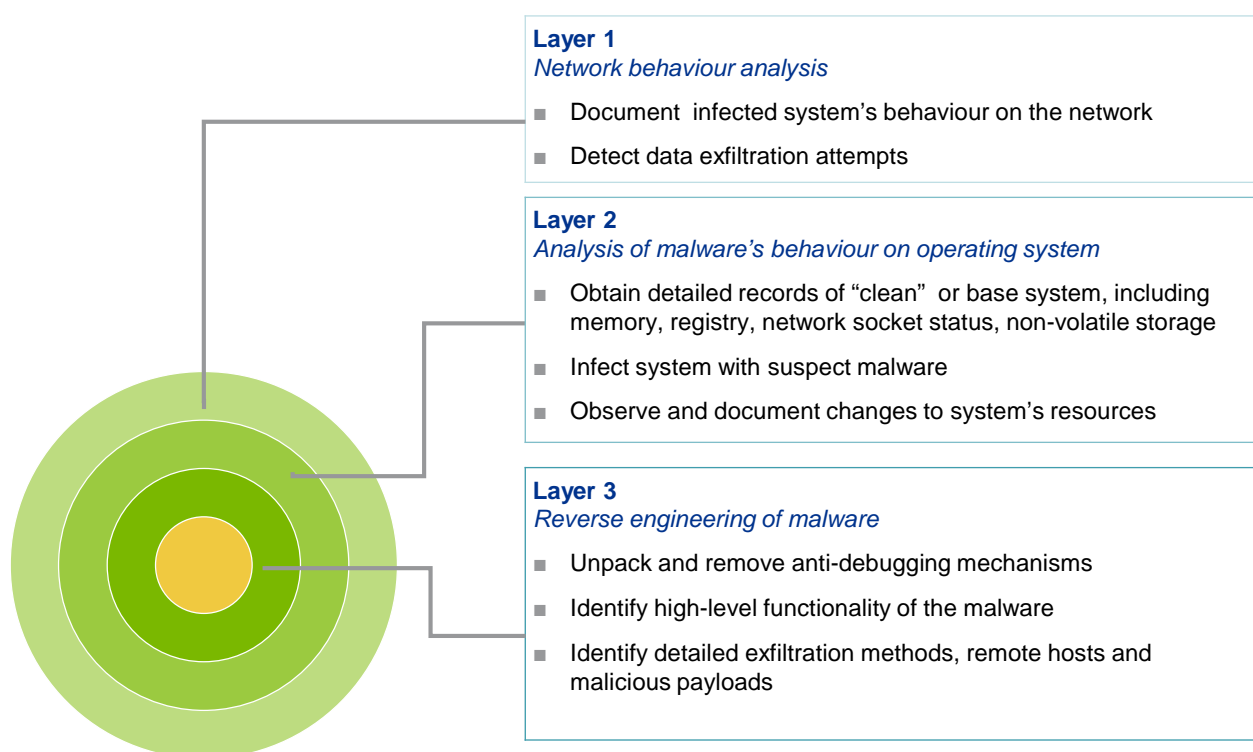 Layer 1
Network behaviour analysis
■ Document infected system's behaviour on the network
■ Detect data exfiltration attempts
Layer 2
Analysis of malware's behaviour on operating system
■ Obtain detailed records of “clean” or base system, including
memory, registry, network socket status, non-volatile storage
■ Infect system with suspect malware
■ Observe and document changes to system's resources
Layer 3
Reverse engineering of malware
■ Unpack and remove anti-debugging mechanisms
■ Identify high-level functionality of the malware
■ Identify detailed exfiltration methods, remote hosts and
malicious payloads